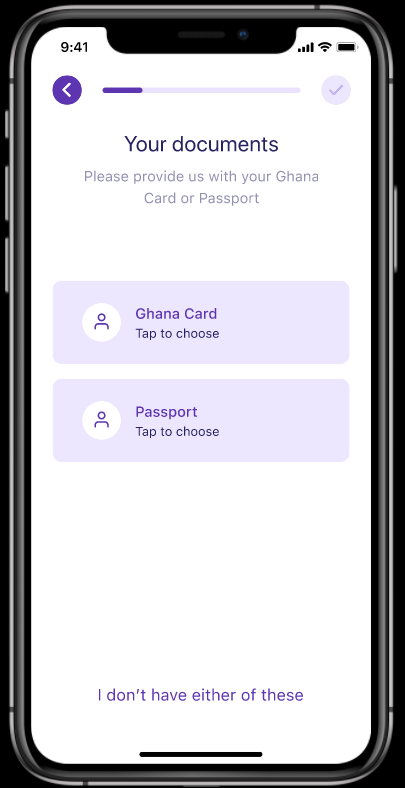 9:41
Your documents
Please provide us with your Ghana
Card or Passport
Ghana Card
Tap to choose
Passport
Tap to choose
I don’t have either of these